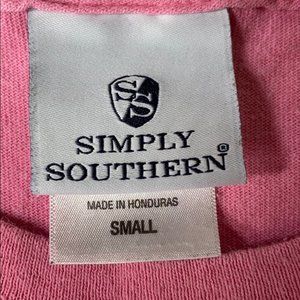 SS
SIMPLY
SOUTHERN
MADE IN HONDURAS
SMALL